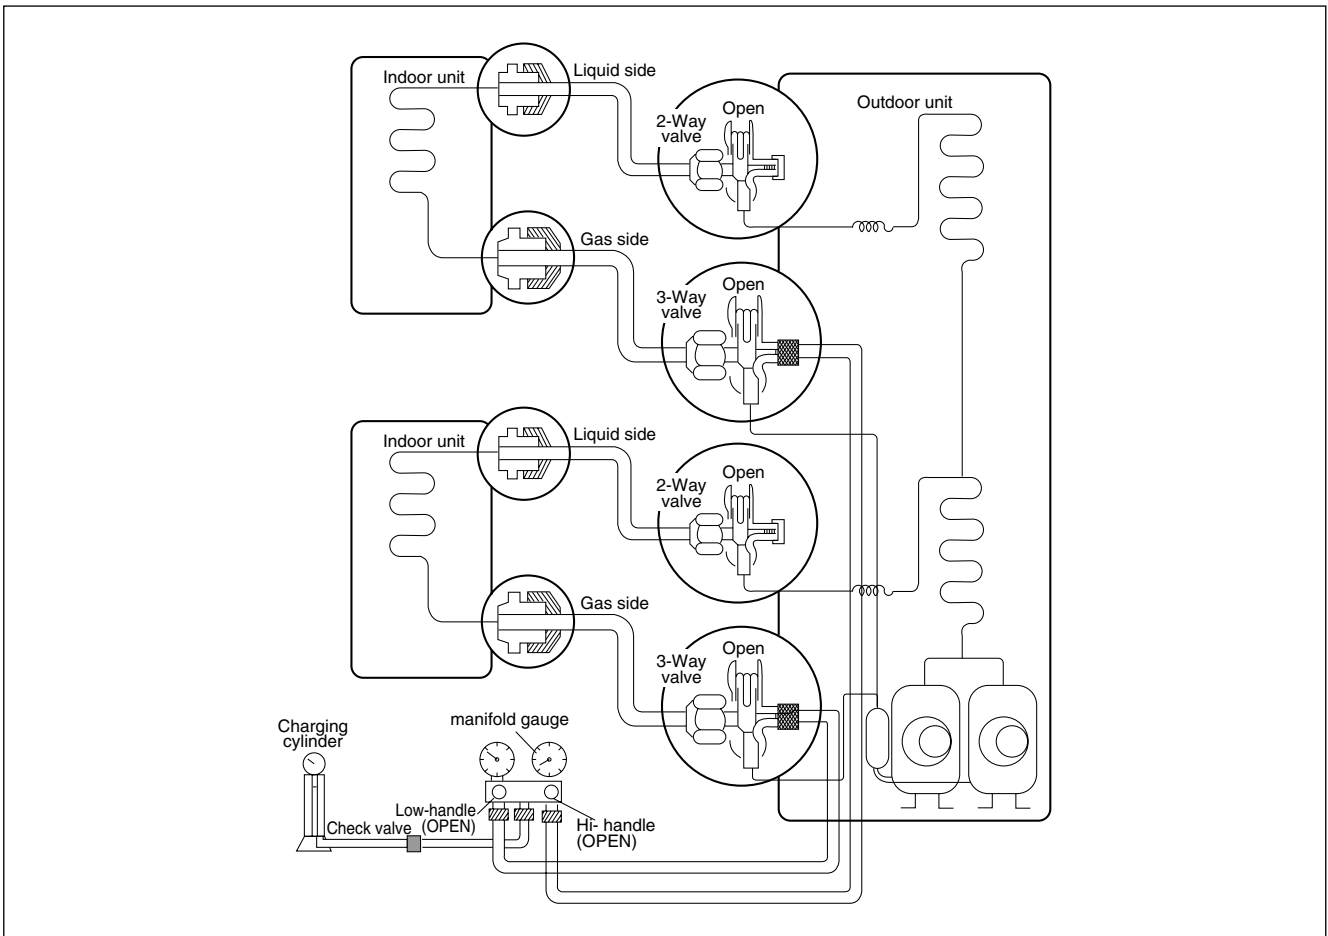 Indoor unit
Liquid side
2-Way
valve
Open
Outdoor unit
Gas side
3-Way
valve
Open
Indoor unit
Liquid side
2-Way
valve
Open
Gas side
3-Way
valve
Open
Charging
cylinder
manifold gauge
Low-handle
(OPEN)
Check valve
Hi- handle
(OPEN)